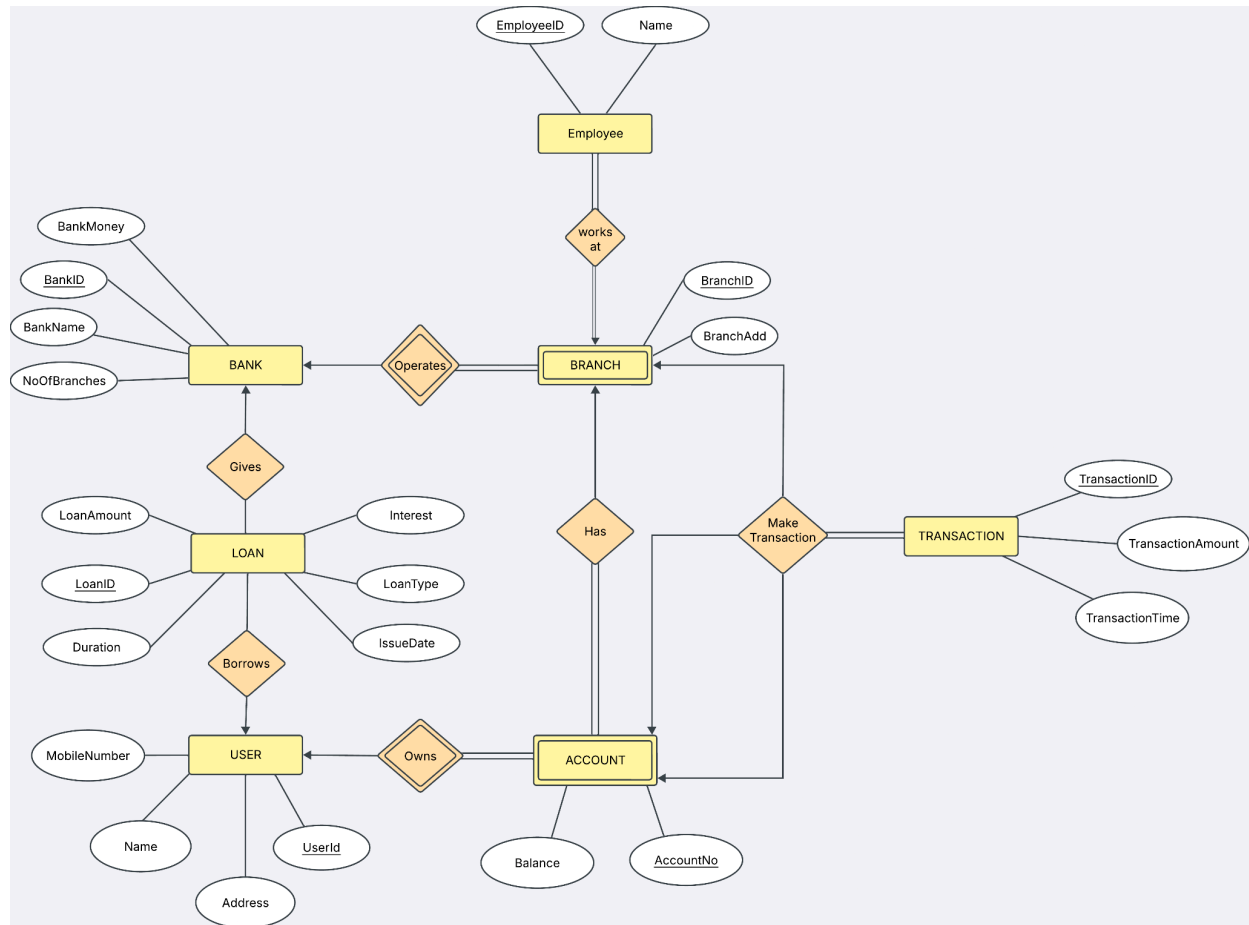 EmployeeID
Name
Employee
works
at
BankMoney
BankID
BankName
NoOfBranches
BANK
Operates
BRANCH
BranchID
BranchAdd
Gives
LoanAmount
Interest
LOAN
LoanID
LoanType
Duration
IssueDate
Borrows
Has
Make
Transaction
TRANSACTION
TransactionID
TransactionAmount
TransactionTime
MobileNumber
USER
Owns
ACCOUNT
Name
UserId
Address
Balance
AccountNo